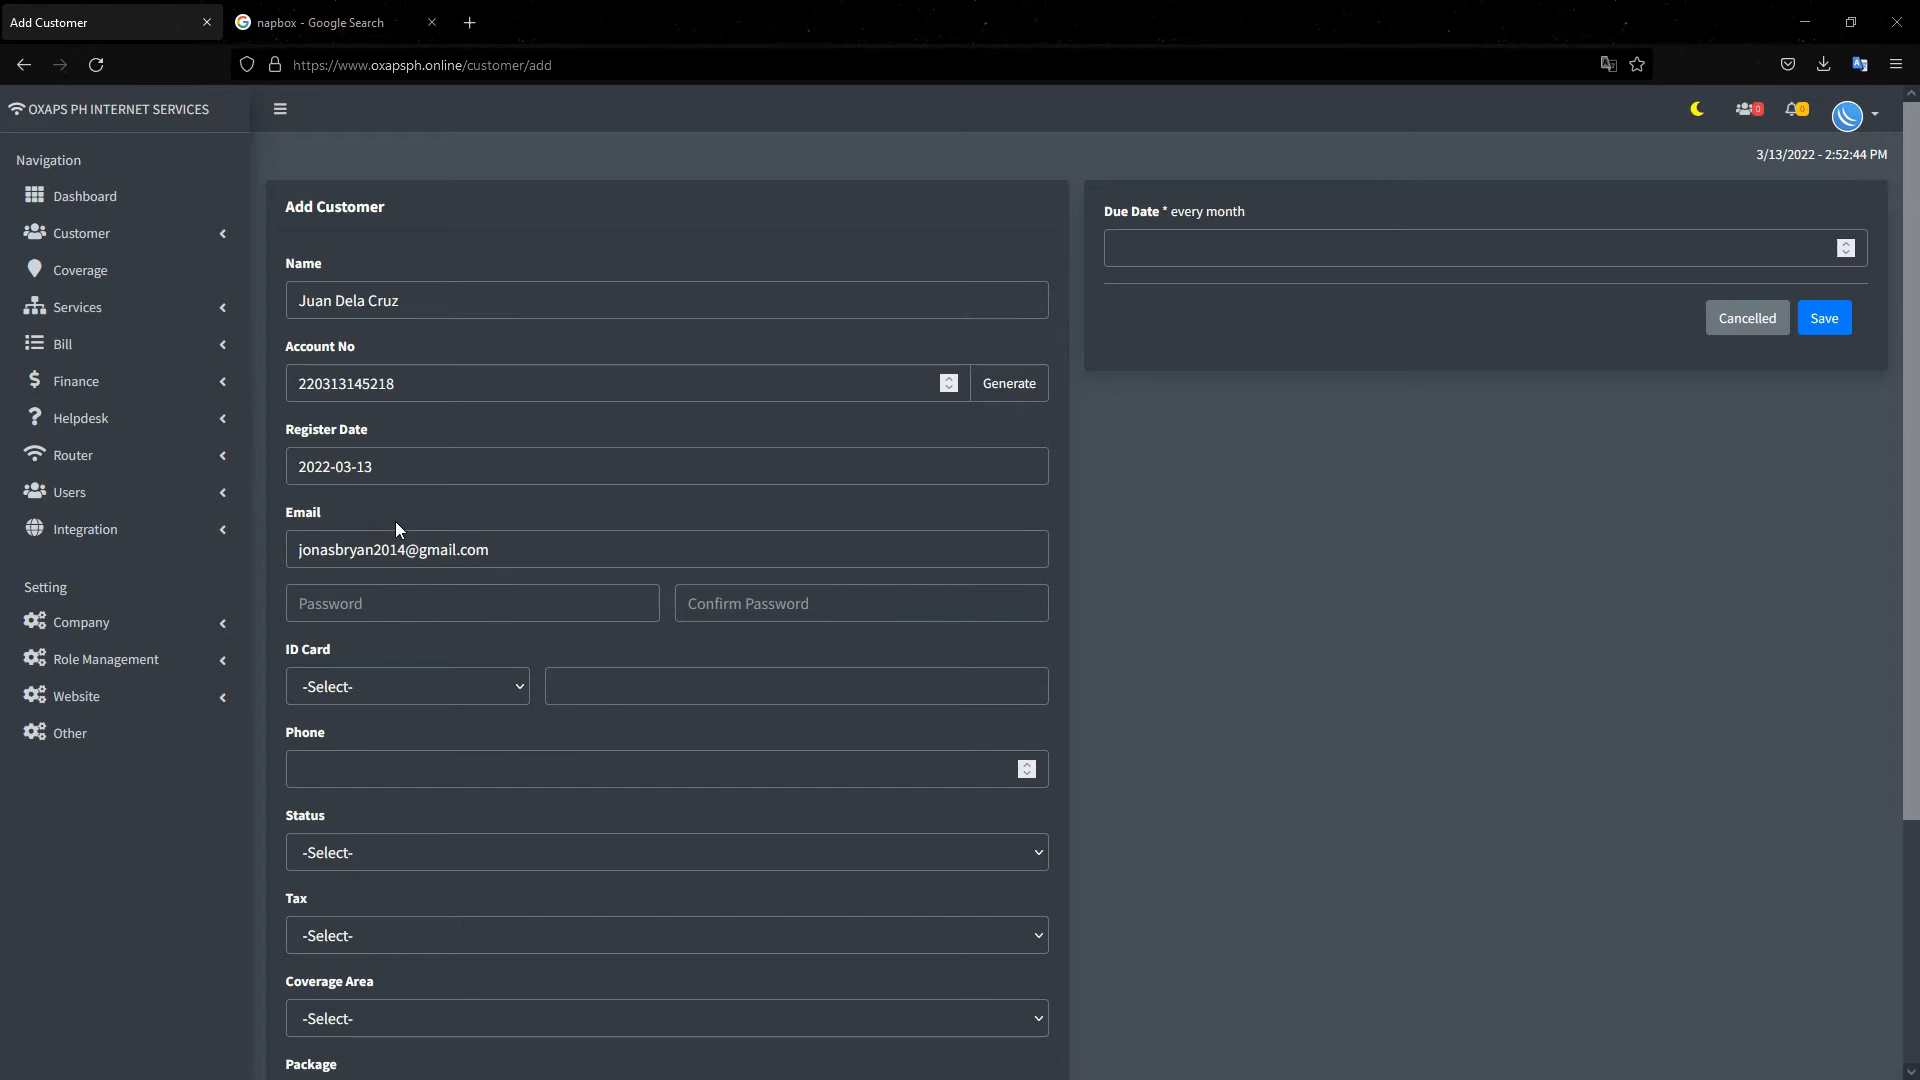 Add Customer
napbox - Google Search
https://www.oxapsph.online/customer/add
OXAPS PH INTERNET SERVICES
0
0
3/13/2022 - 2:52:44 PM
Navigation
Dashboard
Customer
Coverage
Services
Bill
Finance
Helpdesk
Router
Users
Integration
Setting
Company
Role Management
Website
Other
Add Customer
Name
Juan Dela Cruz
Account No
220313145218
Generate
Register Date
2022-03-13
Email
jonasbryan2014@gmail.com
Password
Confirm Password
ID Card
-Select-
Phone
Status
-Select-
Tax
-Select-
Coverage Area
-Select-
Package
Due Date * every month
Cancelled
Save